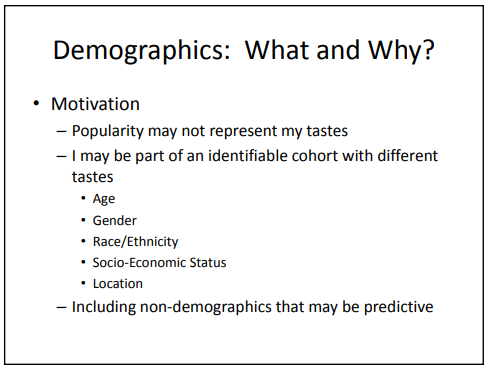 Demographics:  What and Why?
• Motivation
– Popularity may not represent my tastes
– I may be part of an identifiable cohort with different
tastes
• Age
• Gender
• Race/Ethnicity
• Socio-Economic Status
• Location
– Including non-demographics that may be predictive